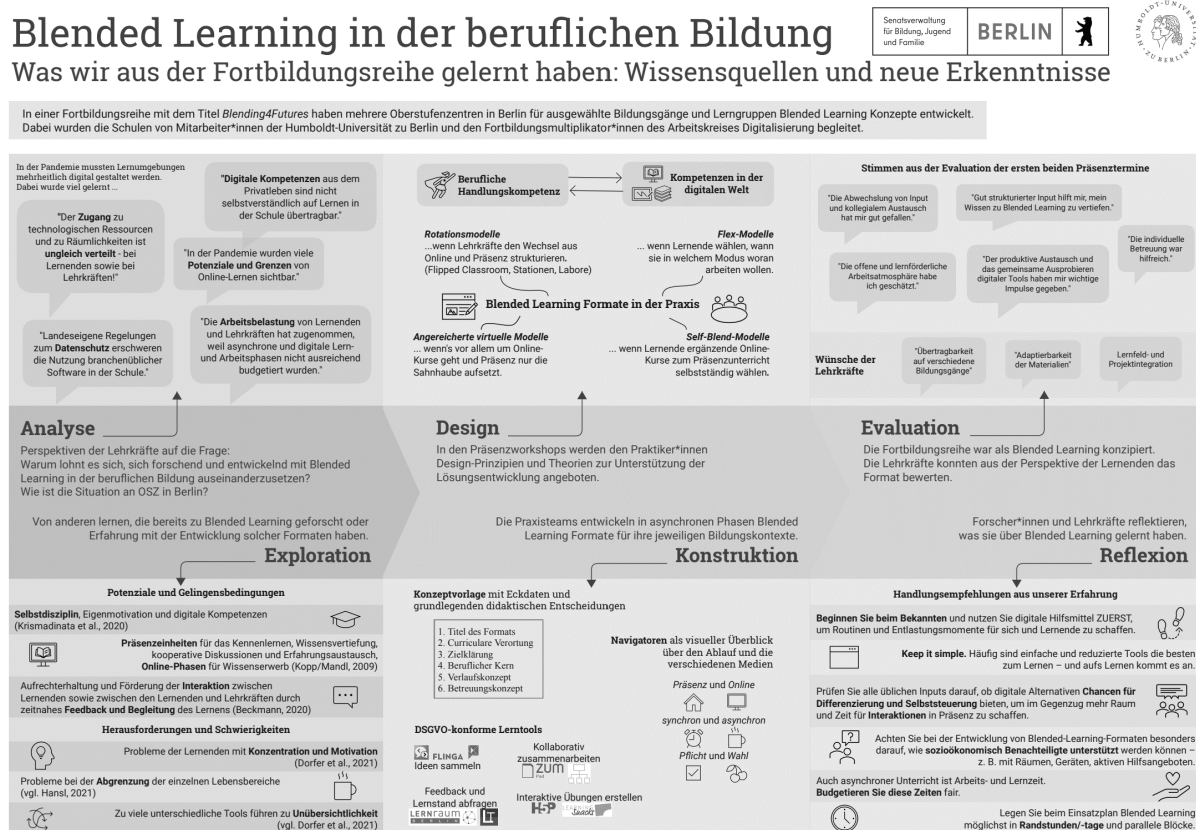 Blended Learning in der beruflichen Bildung
Was wir aus der Fortbildungsreihe gelernt haben: Wissensquellen und neue Erkenntnisse
Senatsverwaltung
für Bildung, Jugend
und Familie
BERLIN
HUMBOLDT-UNIVERSITÄT ZU BERLIN
In einer Fortbildungsreihe mit dem Titel Blending4Futures haben mehrere Oberstufenzentren in Berlin für ausgewählte Bildungsgänge und Lerngruppen Blended Learning Konzepte entwickelt.
Dabei wurden die Schulen von Mitarbeiter*innen der Humboldt-Universität zu Berlin und den Fortbildungsmultiplikator*innen des Arbeitskreises Digitalisierung begleitet.
In der Pandemie mussten Lernumgebungen
mehrheitlich digital gestaltet werden.
Dabei wurde viel gelernt ...
"Digitale Kompetenzen aus dem
Privatleben sind nicht
selbstverständlich auf Lernen in
der Schule übertragbar."
"Der Zugang zu
technologischen Ressourcen
und zu Räumlichkeiten ist
ungleich verteilt - bei
Lernenden sowie bei
Lehrkräften!"
"In der Pandemie wurden viele
Potenziale und Grenzen von
Online-Lernen sichtbar."
"Landeseigene Regelungen
zum Datenschutz erschweren
die Nutzung branchenüblicher
Software in der Schule."
"Die Arbeitsbelastung von Lernenden
und Lehrkräften hat zugenommen,
weil asynchrone und digitale Lern-
und Arbeitsphasen nicht ausreichend
budgetiert wurden."
Berufliche
Handlungskompetenz
Kompetenzen in der
digitalen Welt
Rotationsmodelle
...wenn Lehrkräfte den Wechsel aus
Online und Präsenz strukturieren.
(Flipped Classroom, Stationen, Labore)
Flex-Modelle
... wenn Lernende wählen, wann
sie in welchem Modus woran
arbeiten wollen.
Blended Learning Formate in der Praxis
Angereicherte virtuelle Modelle
... wenn's vor allem um Online-
Kurse geht und Präsenz nur die
Sahnhaube aufsetzt.
Self-Blend-Modelle
... wenn Lernende ergänzende Online-
Kurse zum Präsenzunterricht
selbstständig wählen.
Stimmen aus der Evaluation der ersten beiden Präsenztermine
"Die Abwechslung von Input
und kollegialem Austausch
hat mir gut gefallen."
"Gut strukturierter Input hilft mir, mein
Wissen zu Blended Learning zu vertiefen."
"Die individuelle
Betreuung war
hilfreich."
"Die offene und lernförderliche
Arbeitsatmosphäre habe
ich geschätzt."
"Der produktive Austausch und
das gemeinsame Ausprobieren
digitaler Tools haben mir wichtige
Impulse gegeben."
Wünsche der
Lehrkräfte
"Übertragbarkeit
auf verschiedene
Bildungsgänge"
"Adaptierbarkeit
der Materialien"
Lernfeld- und
Projektintegration
Analyse
Perspektiven der Lehrkräfte auf die Frage:
Warum lohnt es sich, sich forschend und entwickelnd mit Blended
Learning in der beruflichen Bildung auseinanderzusetzen?
Wie ist die Situation an OSZ in Berlin?
Von anderen lernen, die bereits zu Blended Learning geforscht oder
Erfahrung mit der Entwicklung solcher Formaten haben.
Exploration
Design
In den Präsenzworkshops werden den Praktiker*innen
Design-Prinzipien und Theorien zur Unterstützung der
Lösungsentwicklung angeboten.
Die Praxisteams entwickeln in asynchronen Phasen Blended
Learning Formate für ihre jeweiligen Bildungskontexte.
Konstruktion
Evaluation
Die Fortbildungsreihe war als Blended Learning konzipiert.
Die Lehrkräfte konnten aus der Perspektive der Lernenden das
Format bewerten.
Forscher*innen und Lehrkräfte reflektieren,
was sie über Blended Learning gelernt haben.
Reflexion
Potenziale und Gelingensbedingungen
Selbstdisziplin, Eigenmotivation und digitale Kompetenzen
(Krismadinata et al., 2020)
Präsenzeinheiten für das Kennenlernen, Wissensvertiefung,
kooperative Diskussionen und Erfahrungsaustausch,
Online-Phasen für Wissenserwerb (Kopp/Mandl, 2009)
Aufrechterhaltung und Förderung der Interaktion zwischen
Lernenden sowie zwischen den Lernenden und Lehrkräften durch
zeitnahes Feedback und Begleitung des Lernens (Beckmann, 2020)
Herausforderungen und Schwierigkeiten
Probleme der Lernenden mit Konzentration und Motivation
(Dorfer et al., 2021)
Probleme bei der Abgrenzung der einzelnen Lebensbereiche
(vgl. Hansl, 2021)
Zu viele unterschiedliche Tools führen zu Unübersichtlichkeit
(vgl. Dorfer et al., 2021)
Konzeptvorlage mit Eckdaten und
grundlegenden didaktischen Entscheidungen
1. Titel des Formats
2. Curriculare Verortung
3. Zielklärung
4. Beruflicher Kern
5. Verlaufskonzept
6. Betreuungskonzept
Navigatoren als visueller Überblick
über den Ablauf und die
verschiedenen Medien
Präsenz und Online
synchron und asynchron
Pflicht und Wahl
DSGVO-konforme Lerntools
FLINGA
Ideen sammeln
Kollaborativ
zusammenarbeiten
ZUM
Pad
Feedback und
Lernstand abfragen
LERNRAUM
BERLIN
LT
Interaktive Übungen erstellen
H5P
LEARNING
Snacks
Handlungsempfehlungen aus unserer Erfahrung
Beginnen Sie beim Bekannten und nutzen Sie digitale Hilfsmittel ZUERST,
um Routinen und Entlastungsmomente für sich und Lernende zu schaffen.
Keep it simple. Häufig sind einfache und reduzierte Tools die besten
zum Lernen – und aufs Lernen kommt es an.
Prüfen Sie alle üblichen Inputs darauf, ob digitale Alternativen Chancen für
Differenzierung und Selbststeuerung bieten, um im Gegenzug mehr Raum
und Zeit für Interaktionen in Präsenz zu schaffen.
Achten Sie bei der Entwicklung von Blended-Learning-Formaten besonders
darauf, wie sozioökonomisch Benachteiligte unterstützt werden können –
z. B. mit Räumen, Geräten, aktiven Hilfsangeboten.
Auch asynchroner Unterricht ist Arbeits- und Lernzeit.
Budgetieren Sie diese Zeiten fair.
Legen Sie beim Einsatzplan Blended Learning
möglichst in Randstunden/-tage und parallele Blöcke.